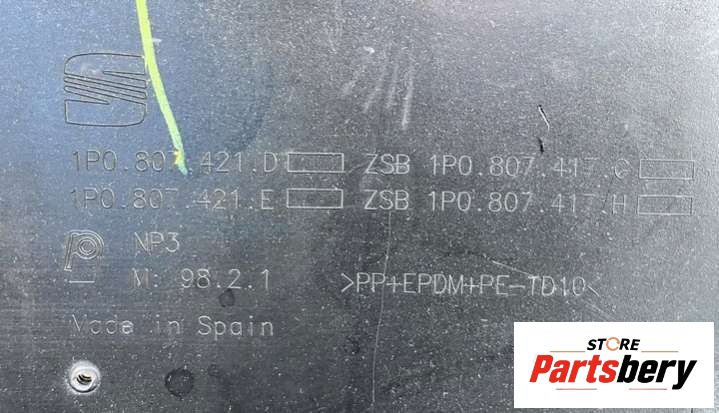 1P0.807.421.D ZSB 1P0.807.417.G
1P0.807.421.E ZSB 1P0.807.417.H
NP3
M: 98.2.1
>PP+EPDM+PE-TD10<
Made in Spain
STORE
Partsbery